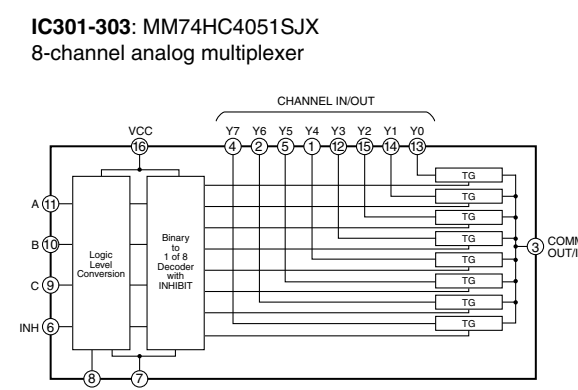 IC301-303: MM74HC4051SJX
8-channel analog multiplexer
CHANNEL IN/OUT
VCC Y7 Y6 Y5 Y4 Y3 Y2 Y1 Y0
16 4 2 5 1 12 15 14 13
TG
A 11
TG
TG
B 10
Logic
Level
Conversion
Binary
to
1 of 8
Decoder
with
INHIBIT
TG
3
TG
C 9
TG
TG
INH 6
TG
8 7